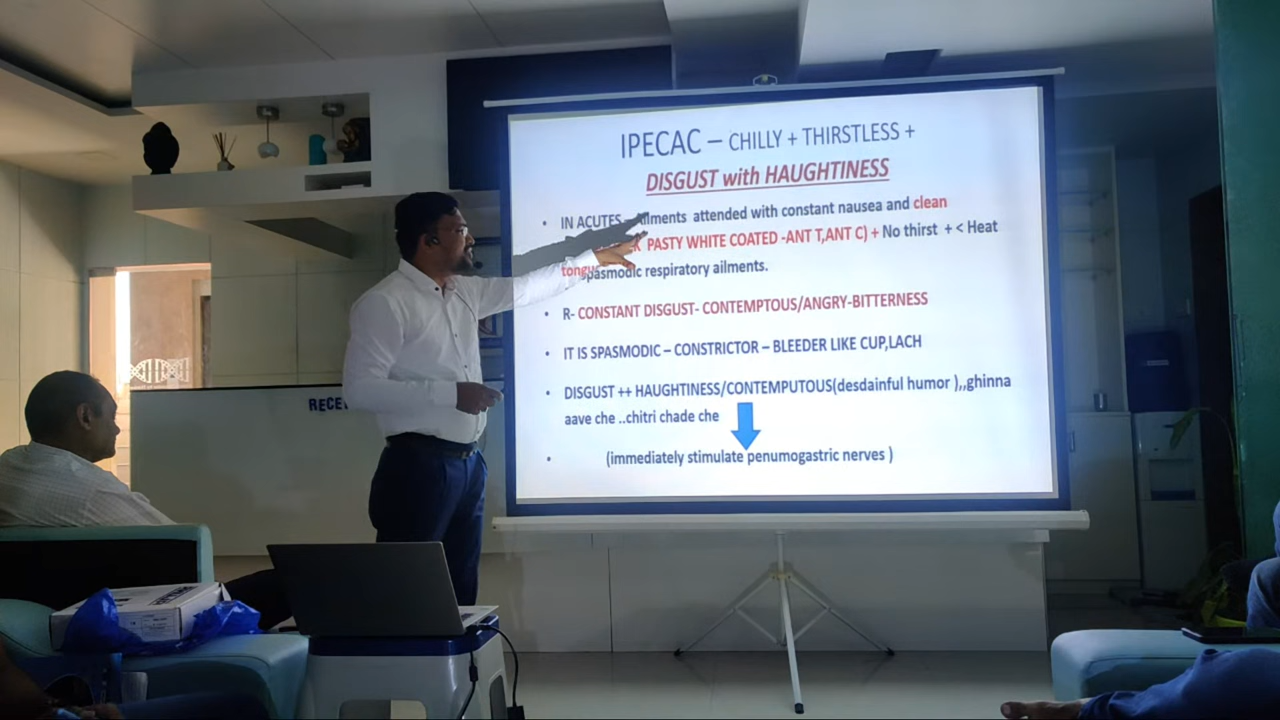 IPECAC – CHILLY + THIRSTLESS +
DISGUST with HAUGHTINESS
• IN ACUTES – ailments attended with constant nausea and clean
PASTY WHITE COATED -ANT T,ANT C) + No thirst + < Heat
spasmodic respiratory ailments.
• R- CONSTANT DISGUST- CONTEMPTOUS/ANGRY-BITTERNESS
• IT IS SPASMODIC – CONSTRICTOR – BLEEDER LIKE CUP,LACH
• DISGUST ++ HAUGHTINESS/CONTEMPUTOUS(desdainful humor ),,ghinna
aave che ..chitri chade che
• (immediately stimulate penumogastric nerves )
RECE